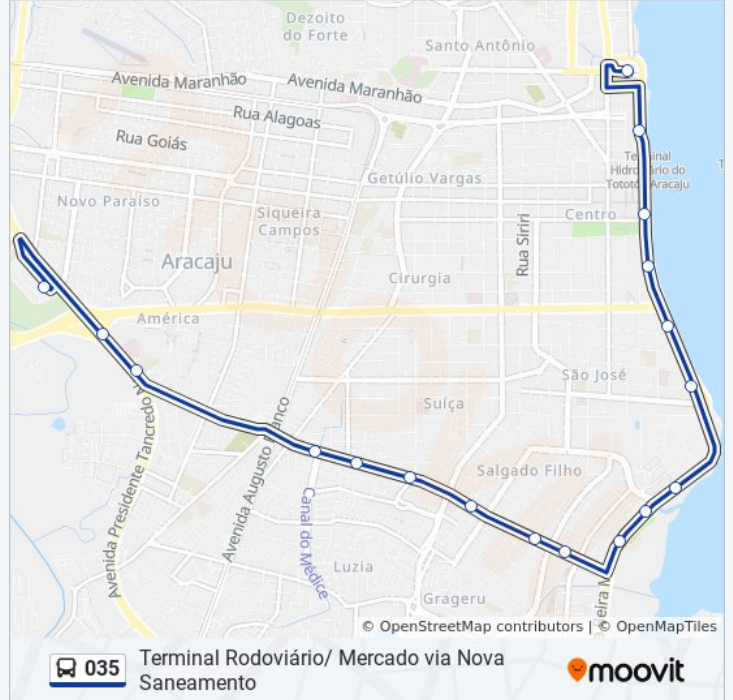 Dezoito
do Forte
Santo Antônio
Avenida Maranhão
Avenida Maranhão
Rua Alagoas
Rua Goiás
Terminal
Hidroviário do
Tototó Aracaju
Getúlio Vargas
Novo Paraíso
Siqueira
Campos
Centro
Rua Siriri
Aracaju
Cirurgia
América
São José
Suíça
Avenida Presidente Tancredo N
Avenida Augusto Franco
Salgado Filho
Canal do Médice
Luzia
Grageru
eira M
© OpenStreetMap contributors | © OpenMapTiles
035
Terminal Rodoviário/ Mercado via Nova
Saneamento
moovit